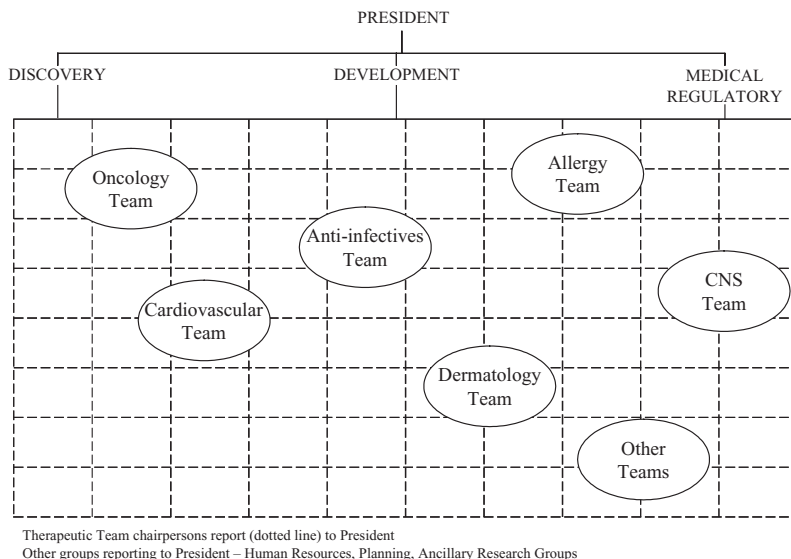 PRESIDENT
DISCOVERY
DEVELOPMENT
MEDICAL
REGULATORY
Oncology
Team
Allergy
Team
Anti-infectives
Team
CNS
Team
Cardiovascular
Team
Dermatology
Team
Other
Teams
Therapeutic Team chairpersons report (dotted line) to President
Other groups reporting to President – Human Resources, Planning, Ancillary Research Groups